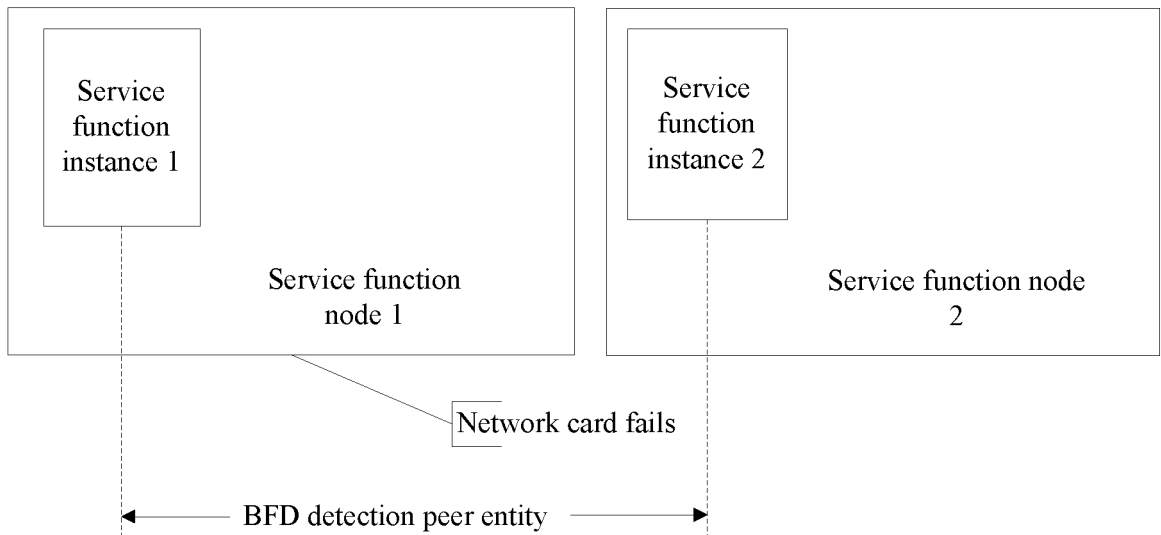 Service
function
instance 1
Service
function
instance 2
Service function
node 1
Service function node
2
Network card fails
BFD detection peer entity